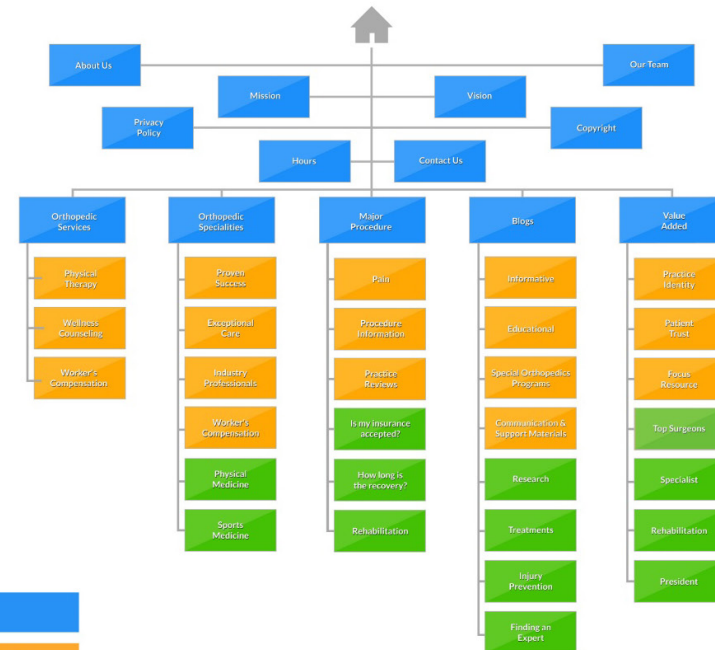 About Us
Our Team
Mission
Vision
Privacy
Policy
Copyright
Hours
Contact Us
Orthopedic
Services
Orthopedic
Specialities
Major
Procedure
Blogs
Value
Added
Physical
Therapy
Wellness
Counseling
Worker's
Compensation
Proven
Success
Exceptional
Care
Industry
Professionals
Worker's
Compensation
Physical
Medicine
Sports
Medicine
Pain
Procedure
Information
Practice
Reviews
Is my insurance
accepted?
How long is
the recovery?
Rehabilitation
Informative
Educational
Special Orthopedics
Programs
Communication &
Support Materials
Research
Treatments
Injury
Prevention
Finding an
Expert
Practice
Identity
Patient
Trust
Focus
Resource
Top Surgeons
Specialist
Rehabilitation
President